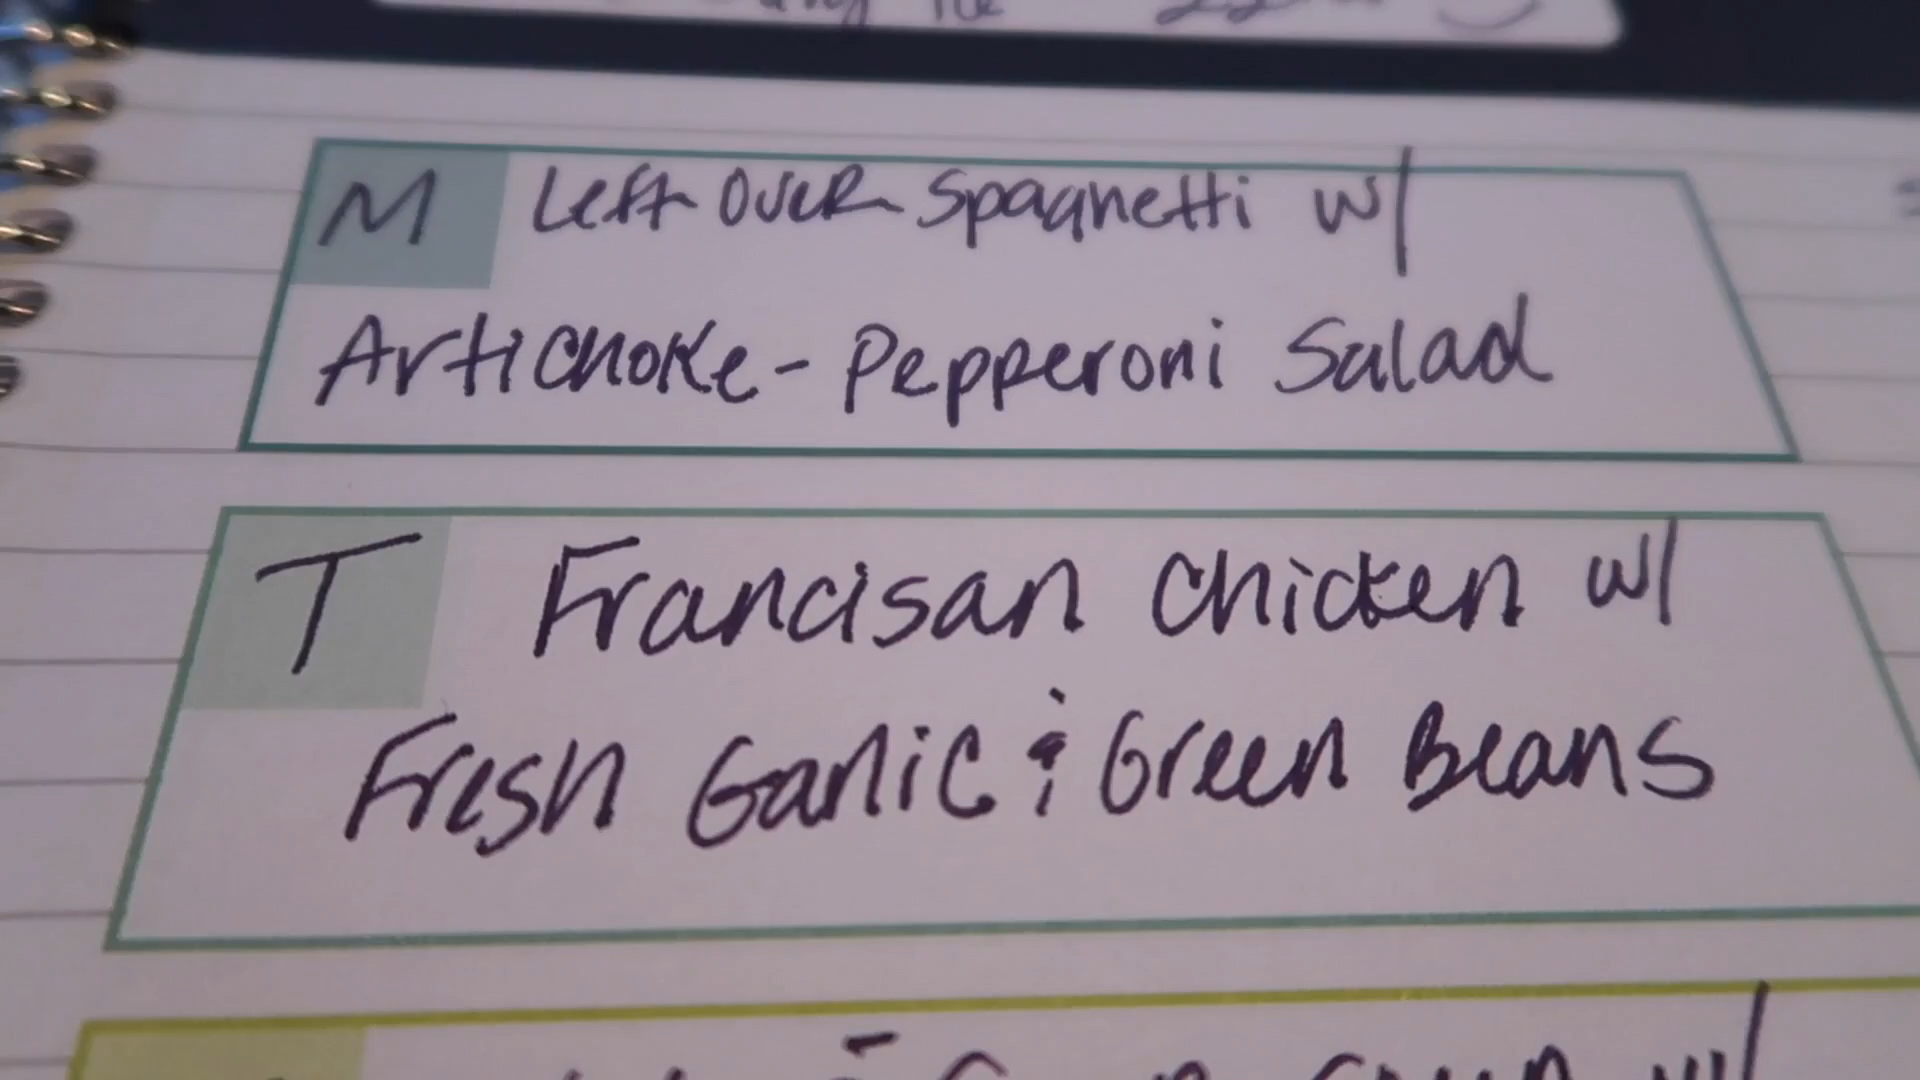 M Left OVER Spaghetti w/
Artichoke - Pepperoni Salad
T Francisan Chicken w/
Fresh Garlic & Green Beans